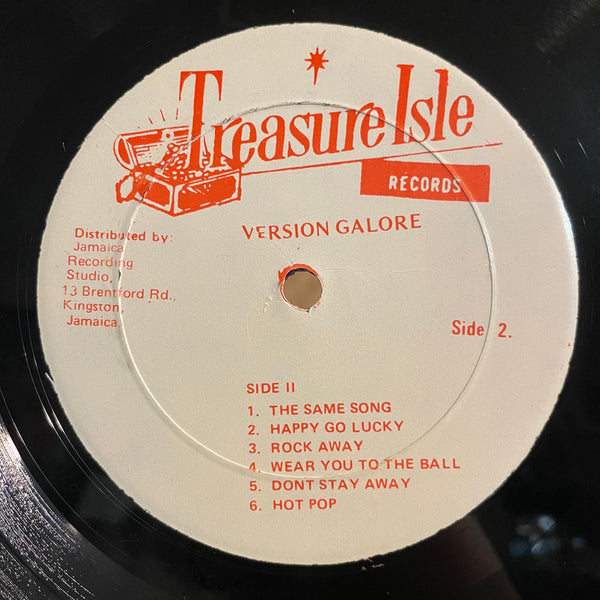 Treasure Isle
RECORDS
VERSION GALORE
Distributed by:
Jamaica
Recording
Studio,
13 Brentford Rd.,
Kingston,
Jamaica.
Side 2.
SIDE II
1. THE SAME SONG
2. HAPPY GO LUCKY
3. ROCK AWAY
4. WEAR YOU TO THE BALL
5. DONT STAY AWAY
6. HOT POP